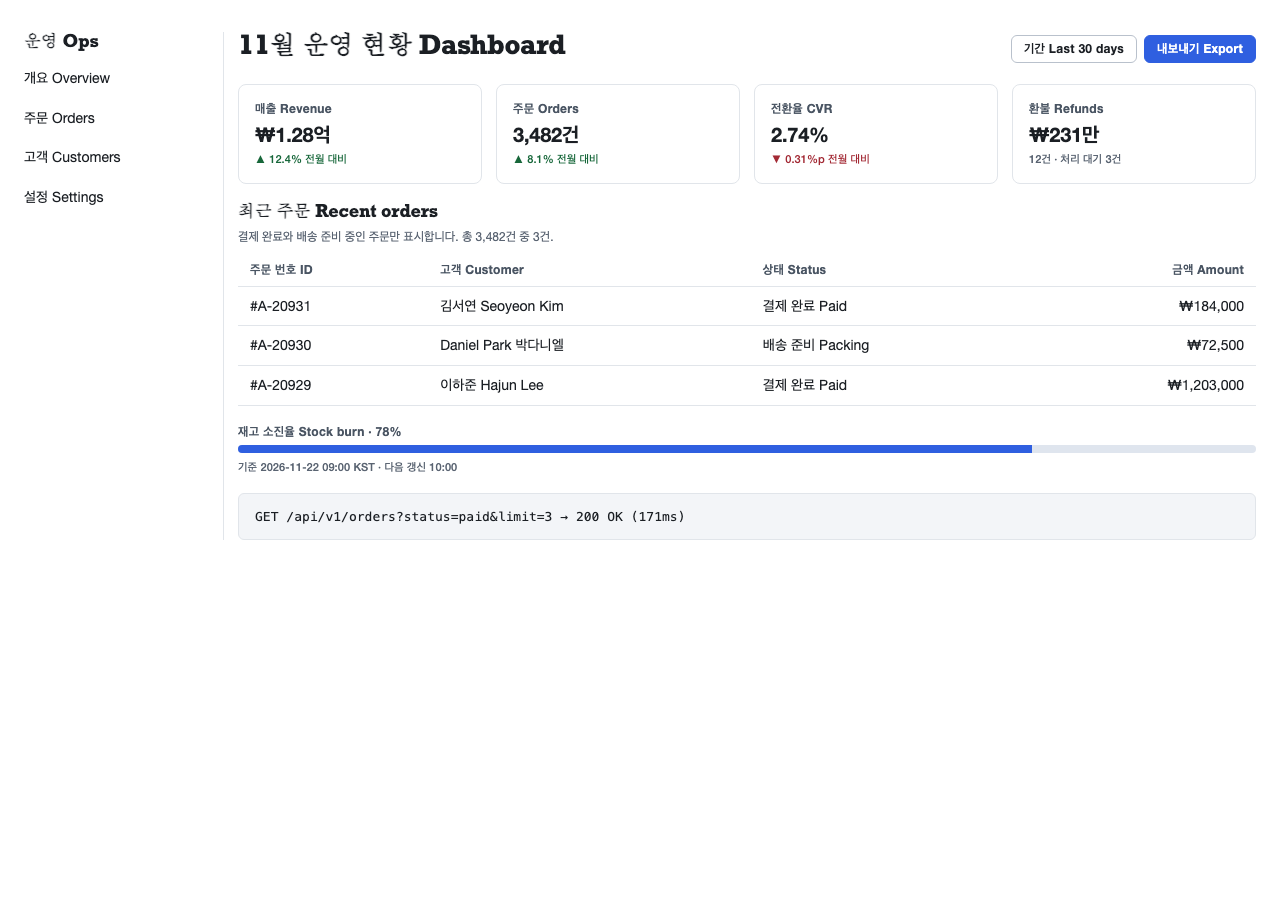 운영 Ops
개요 Overview
주문 Orders
고객 Customers
설정 Settings
11월 운영 현황 Dashboard
기간 Last 30 days
내보내기 Export
매출 Revenue
₩1.28억
▲ 12.4% 전월 대비
주문 Orders
3,482건
▲ 8.1% 전월 대비
전환율 CVR
2.74%
▼ 0.31%p 전월 대비
환불 Refunds
₩231만
12건 · 처리 대기 3건
최근 주문 Recent orders
결제 완료와 배송 준비 중인 주문만 표시합니다. 총 3,482건 중 3건.
주문 번호 ID 고객 Customer 상태 Status 금액 Amount
#A-20931 김서연 Seoyeon Kim 결제 완료 Paid ₩184,000
#A-20930 Daniel Park 박다니엘 배송 준비 Packing ₩72,500
#A-20929 이하준 Hajun Lee 결제 완료 Paid ₩1,203,000
재고 소진율 Stock burn · 78%
기준 2026-11-22 09:00 KST · 다음 갱신 10:00
GET /api/v1/orders?status=paid&limit=3 → 200 OK (171ms)